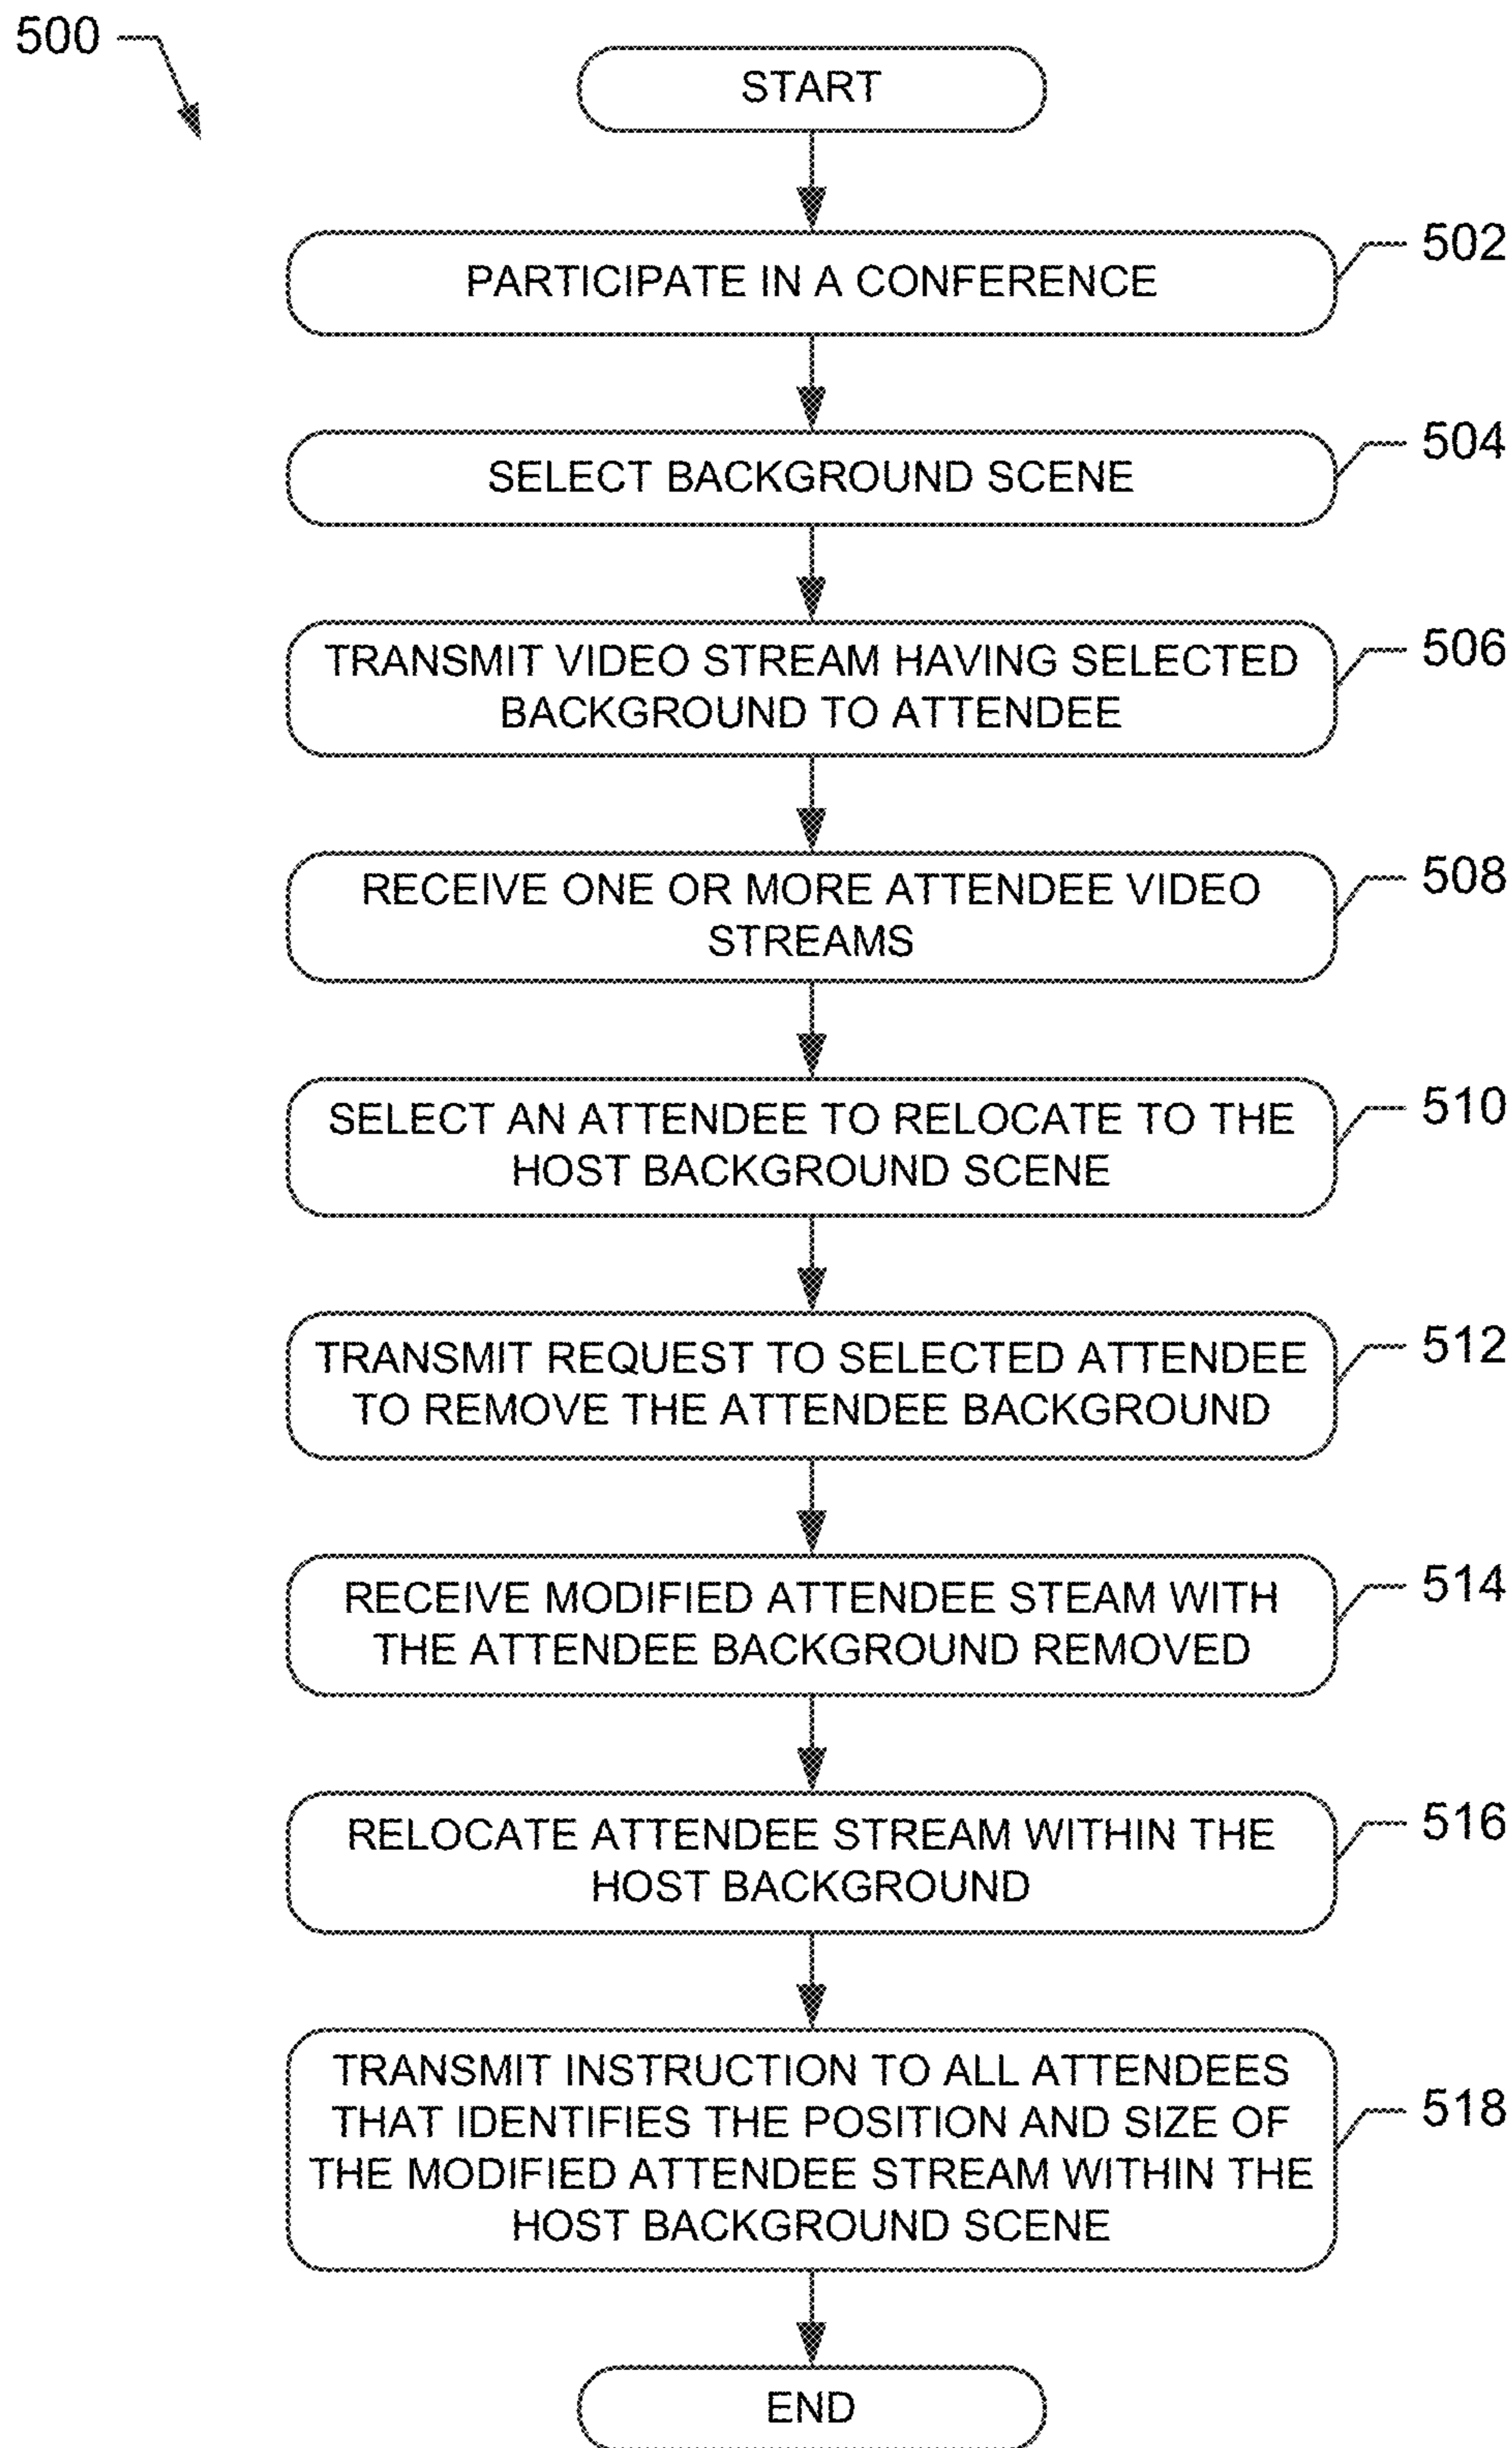 500
START
PARTICIPATE IN A CONFERENCE
502
SELECT BACKGROUND SCENE
504
TRANSMIT VIDEO STREAM HAVING SELECTED
BACKGROUND TO ATTENDEE
506
RECEIVE ONE OR MORE ATTENDEE VIDEO
STREAMS
508
SELECT AN ATTENDEE TO RELOCATE TO THE
HOST BACKGROUND SCENE
510
TRANSMIT REQUEST TO SELECTED ATTENDEE
TO REMOVE THE ATTENDEE BACKGROUND
512
RECEIVE MODIFIED ATTENDEE STEAM WITH
THE ATTENDEE BACKGROUND REMOVED
514
RELOCATE ATTENDEE STREAM WITHIN THE
HOST BACKGROUND
516
TRANSMIT INSTRUCTION TO ALL ATTENDEES
THAT IDENTIFIES THE POSITION AND SIZE OF
THE MODIFIED ATTENDEE STREAM WITHIN THE
HOST BACKGROUND SCENE
518
END